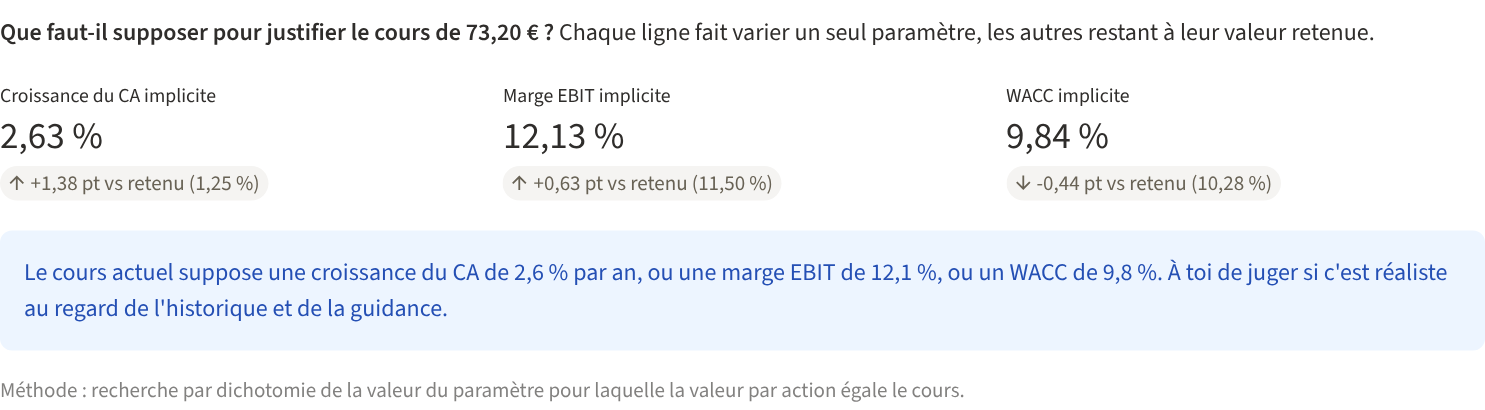 Que faut-il supposer pour justifier le cours de 73,20 € ? Chaque ligne fait varier un seul paramètre, les autres restant à leur valeur retenue.
Croissance du CA implicite
2,63 %
↑ +1,38 pt vs retenu (1,25 %)
Marge EBIT implicite
12,13 %
↑ +0,63 pt vs retenu (11,50 %)
WACC implicite
9,84 %
↓ -0,44 pt vs retenu (10,28 %)
Le cours actuel suppose une croissance du CA de 2,6 % par an, ou une marge EBIT de 12,1 %, ou un WACC de 9,8 %. À toi de juger si c'est réaliste
au regard de l'historique et de la guidance.
Méthode : recherche par dichotomie de la valeur du paramètre pour laquelle la valeur par action égale le cours.